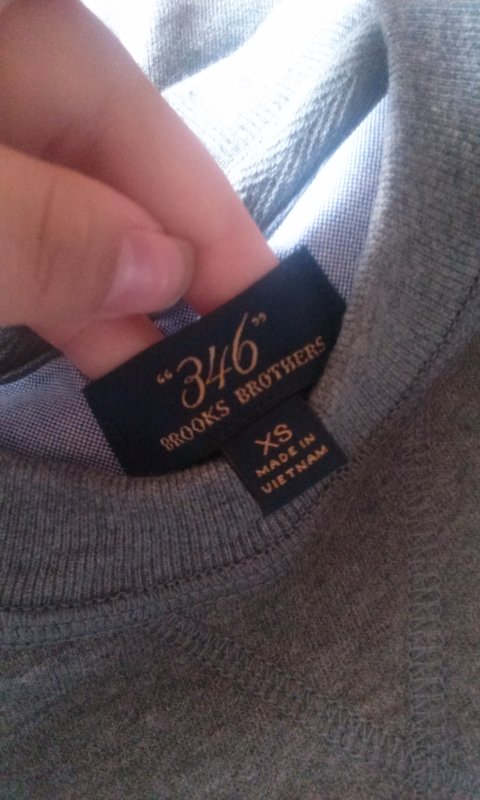 “346”
BROOKS BROTHERS
XS
MADE IN
VIETNAM